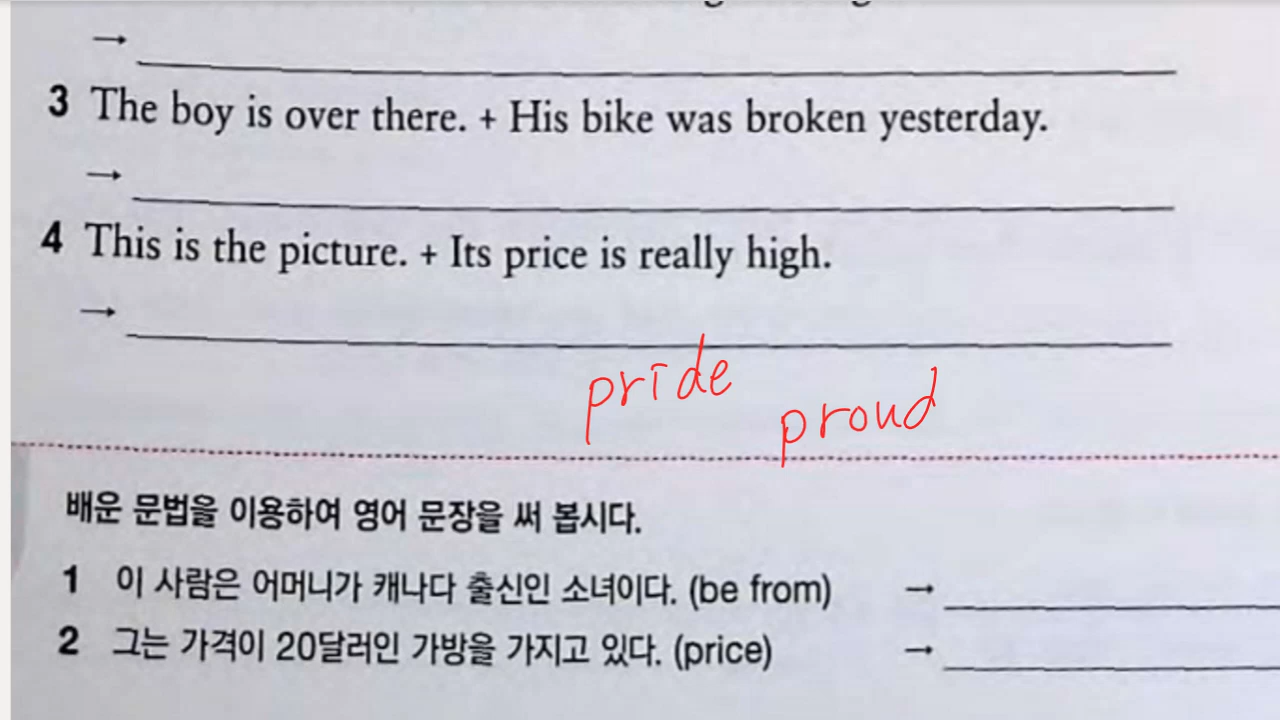 →
3 The boy is over there. + His bike was broken yesterday.
→
4 This is the picture. + Its price is really high.
→
pride
proud
배운 문법을 이용하여 영어 문장을 써 봅시다.
1 이 사람은 어머니가 캐나다 출신인 소녀이다. (be from) →
2 그는 가격이 20달러인 가방을 가지고 있다. (price) →